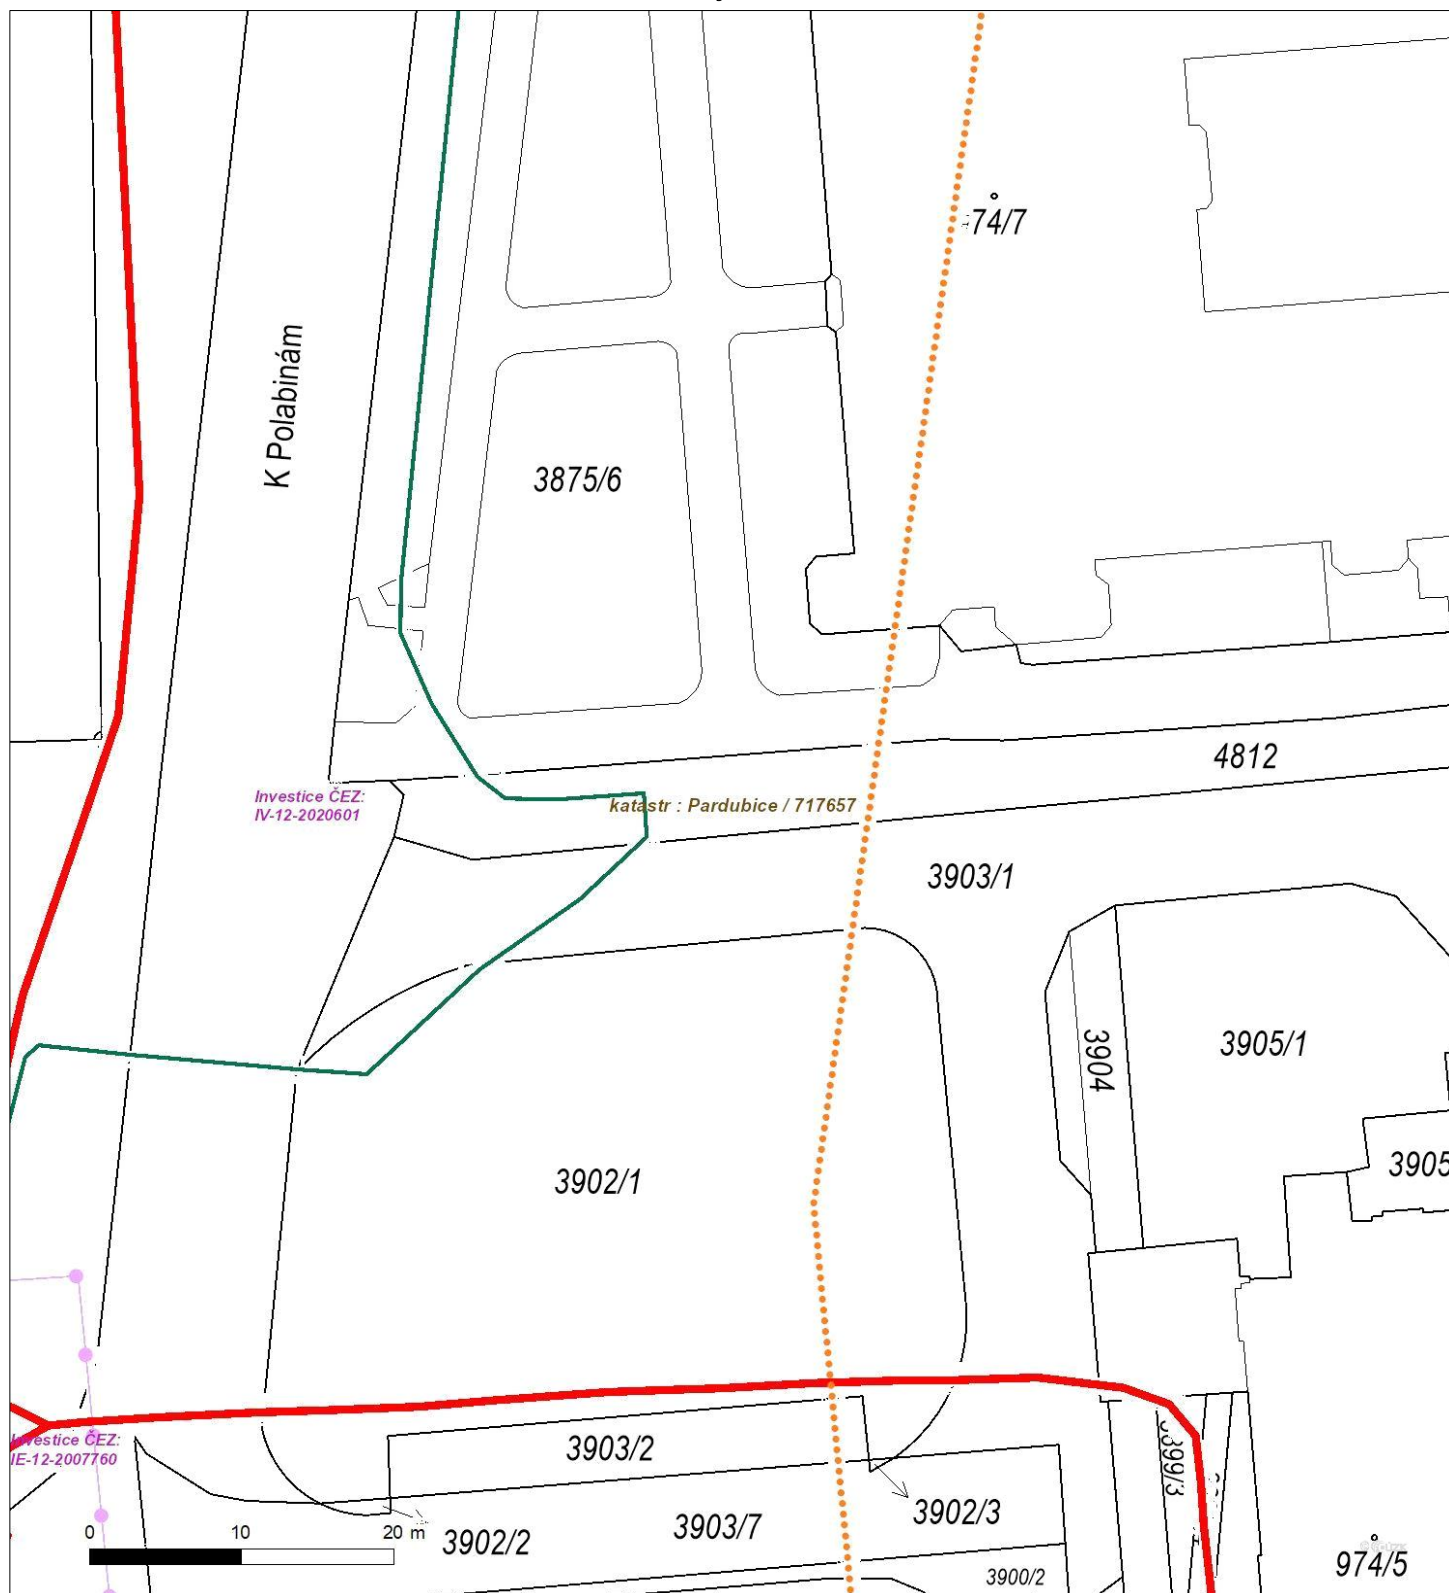 74/7
K Polabinám
3875/6
4812
Investice ČEZ:
IV-12-2020601
katastr : Pardubice / 717657
3903/1
3904
3905/1
3902/1
3905
Investice ČEZ:
IE-12-2007760
3903/2
3899/3
3902/3
3903/7
3902/2
0 10 20 m
974/5
3900/2